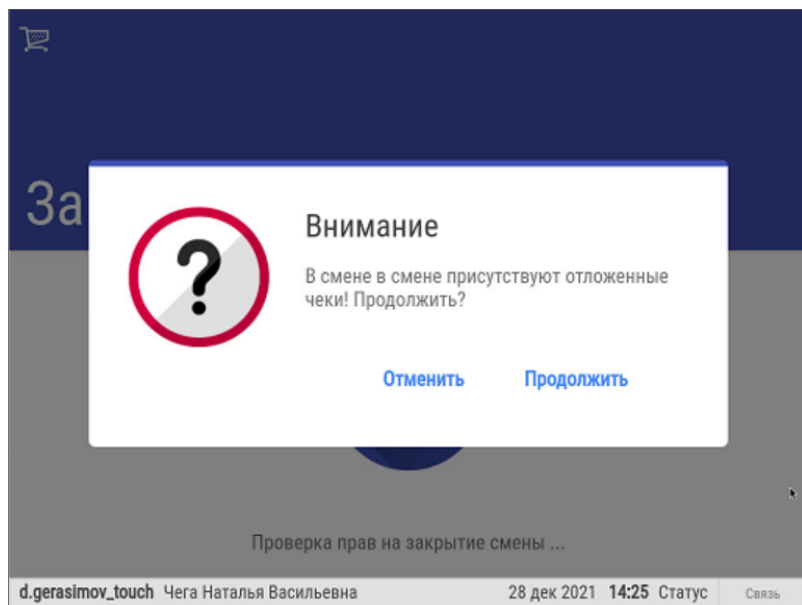 За
Внимание
В смене в смене присутствуют отложенные
чеки! Продолжить?
Отменить Продолжить
Проверка прав на закрытие смены ...
d.gerasimov_touch Чега Наталья Васильевна 28 дек 2021 14:25 Статус Связь